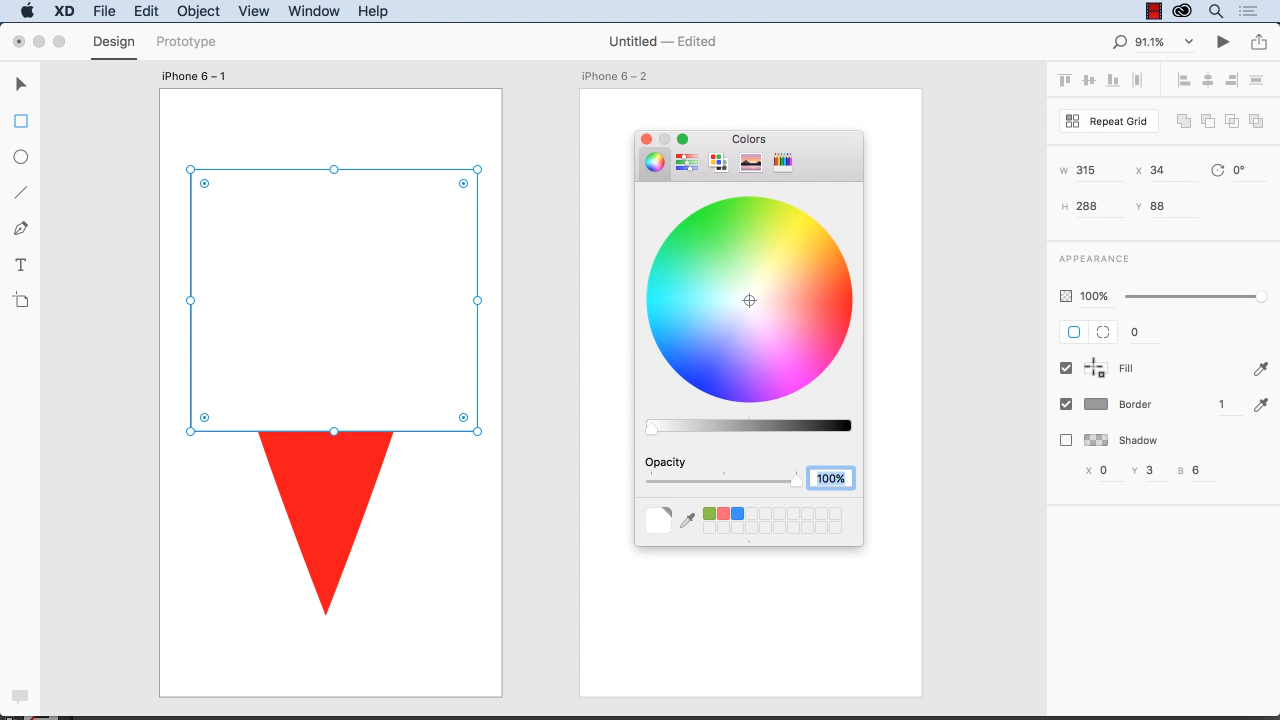 XD File Edit Object View Window Help
Design Prototype Untitled — Edited 91.1%
iPhone 6 – 1 iPhone 6 – 2
Colors
Repeat Grid
W 315 X 34 0°
H 288 Y 88
APPEARANCE
100%
0
Fill
Border 1
Shadow
X 0 Y 3 B 6
Opacity
100%